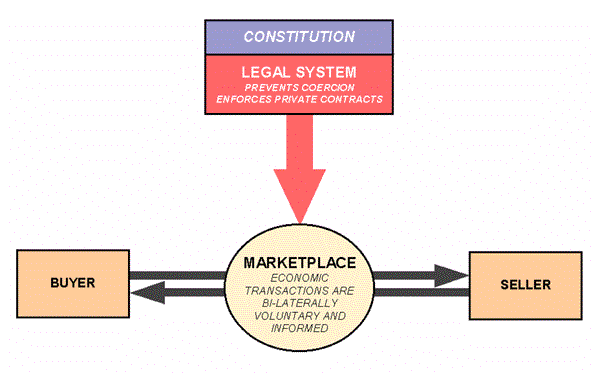 CONSTITUTION
LEGAL SYSTEM
PREVENTS COERCION
ENFORCES PRIVATE CONTRACTS
BUYER
MARKETPLACE
ECONOMIC
TRANSACTIONS ARE
BI-LATERALLY
VOLUNTARY AND
INFORMED
SELLER